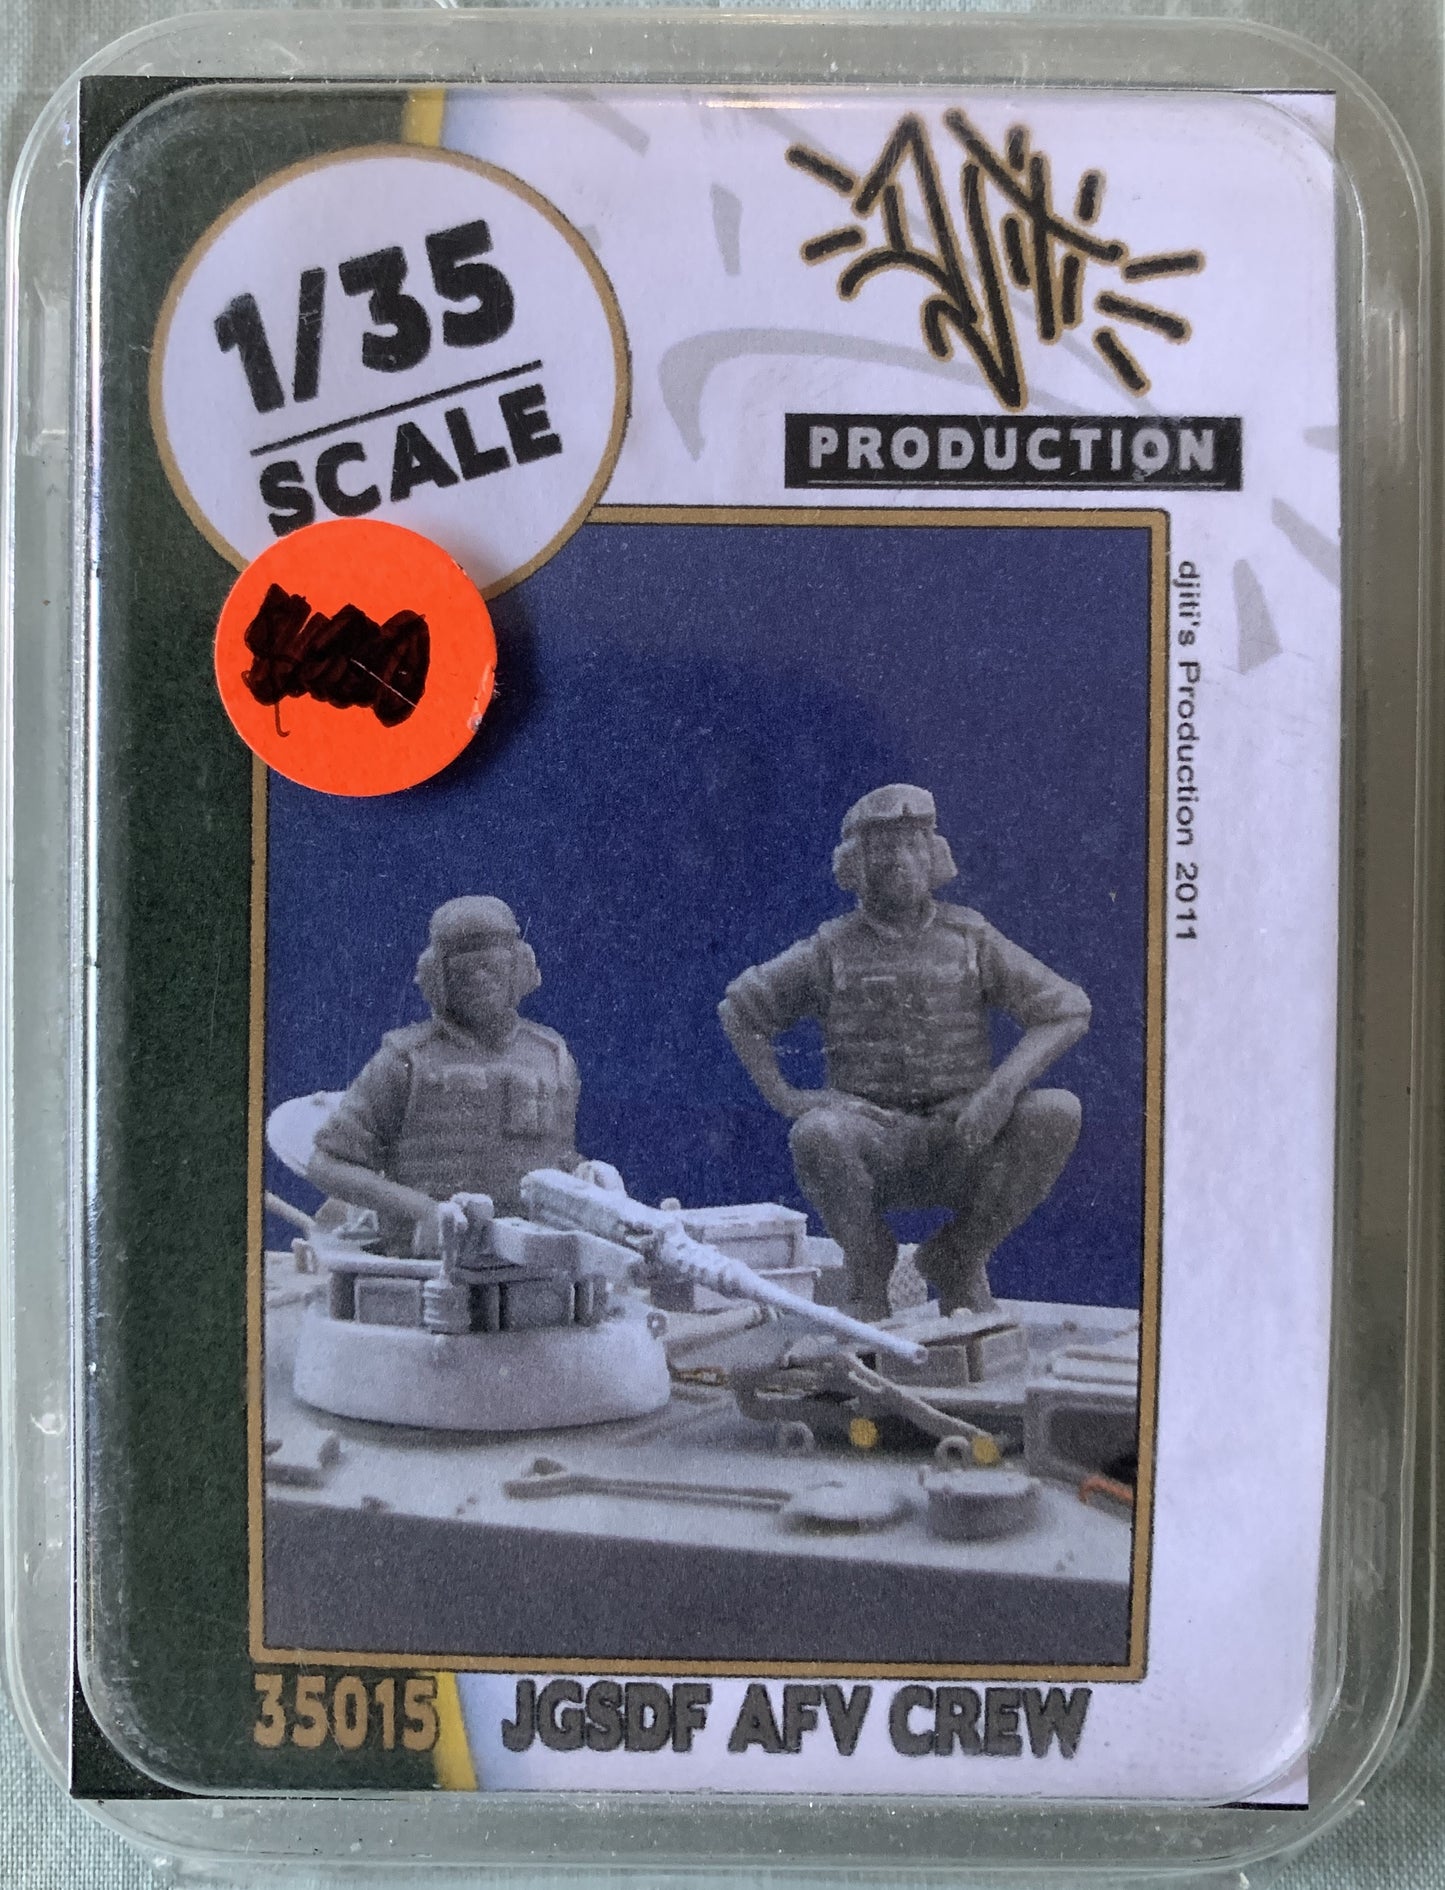 1/35
SCALE
PRODUCTION
djiti's Production 2011
35015 JGSDF AFV CREW